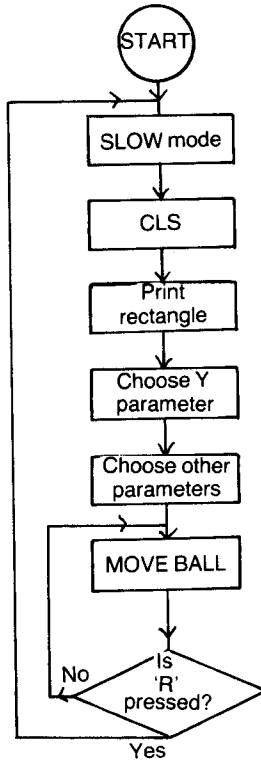 START
SLOW mode
CLS
Print
rectangle
Choose Y
parameter
Choose other
parameters
MOVE BALL
Is
'R'
pressed?
No
Yes